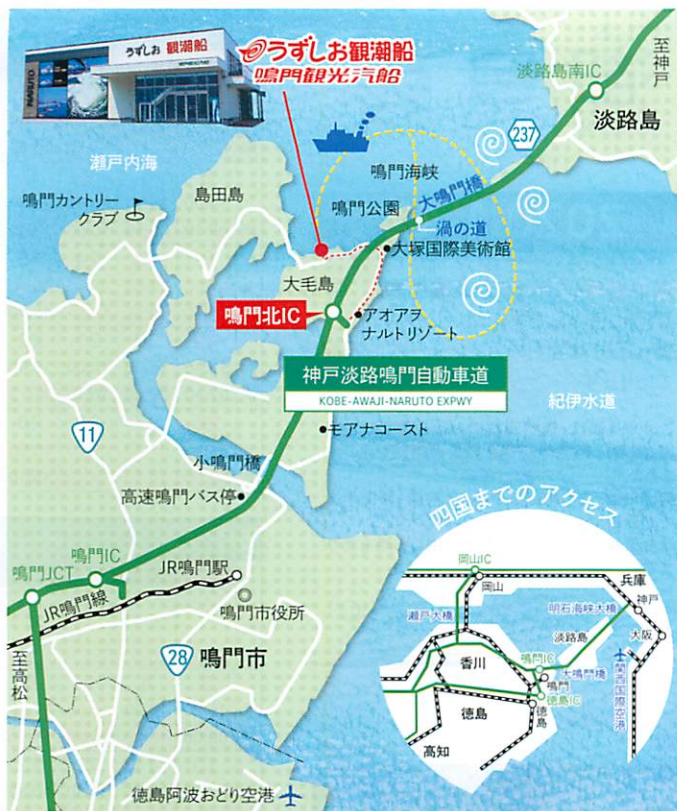 うずしお 観潮船
NARUTO
うずしお観潮船
鳴門観光汽船
至神戸
淡路島南IC
淡路島
237
瀬戸内海
鳴門カントリー
クラブ
島田島
鳴門海峡
鳴門公園
大鳴門橋
渦の道
大塚国際美術館
大毛島
鳴門北IC
アオアヲ
ナルトリゾート
神戸淡路鳴門自動車道
KOBE-AWAJI-NARUTO EXPWY
紀伊水道
モアナコースト
11
小鳴門橋
高速鳴門バス停
鳴門IC
鳴門JCT
JR鳴門駅
JR鳴門線
鳴門市役所
28
鳴門市
至高松
徳島阿波おどり空港
四国までのアクセス
岡山IC
岡山
兵庫
神戸
瀬戸大橋
明石海峡大橋
淡路島
大阪
香川
鳴門IC
大鳴門橋
鳴門
徳島IC
徳島
徳島
高知
関西国際空港